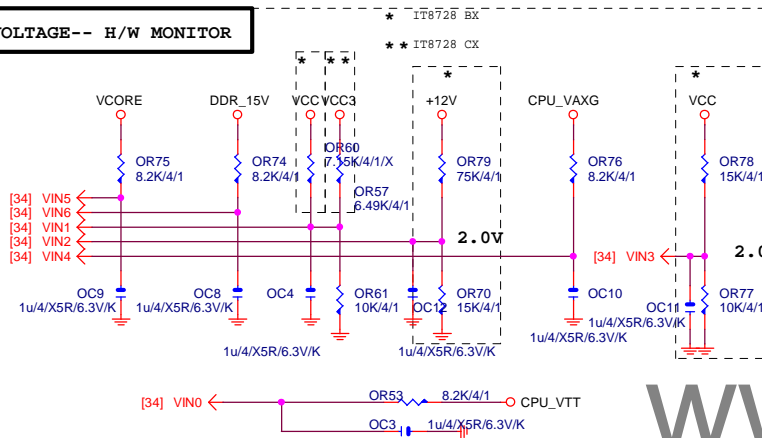 VOLTAGE-- H/W MONITOR
* IT8728 BX
** IT8728 CX
* ** * *
VCORE DDR_15V VCC VCC3 +12V CPU_VAXG VCC
OR75
8.2K/4/1
OR74
8.2K/4/1
OR60
7.15K/4/1/X
OR57
6.49K/4/1
OR79
75K/4/1
OR76
8.2K/4/1
OR78
15K/4/1
[34] VIN5
[34] VIN6
[34] VIN1
[34] VIN2
[34] VIN4
2.0V
[34] VIN3
2.0
OC9
1u/4/X5R/6.3V/K
OC8
1u/4/X5R/6.3V/K
OC4
1u/4/X5R/6.3V/K
OR61
10K/4/1
OC12
1u/4/X5R/6.3V/K
OR70
15K/4/1
OC10
1u/4/X5R/6.3V/K
OC11
1u/4/X5R/6.3V/K
OR77
10K/4/1
[34] VIN0
OR53 8.2K/4/1
CPU_VTT
OC3 1u/4/X5R/6.3V/K